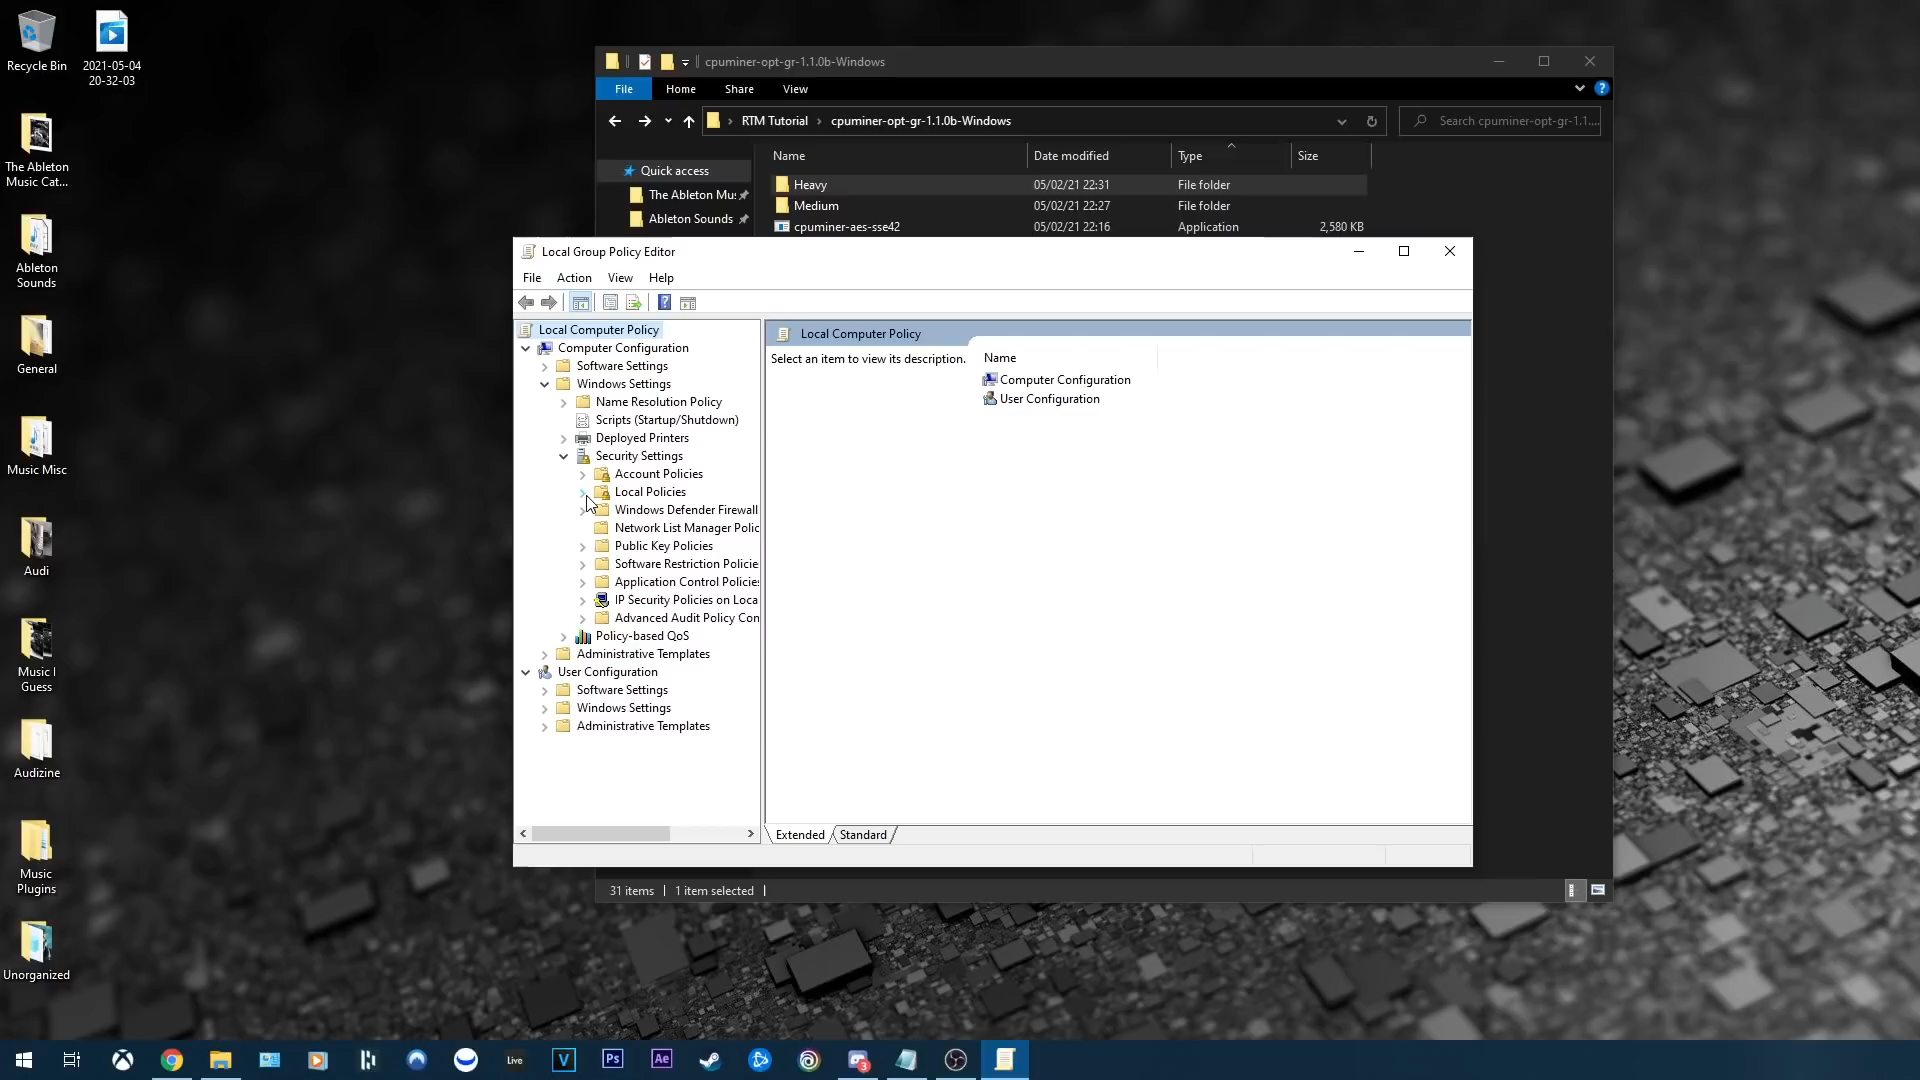 Recycle Bin
2021-05-04
20-32-03
The Ableton
Music Cat...
Ableton
Sounds
General
Music Misc
Audi
Music I
Guess
Audizine
Music
Plugins
Unorganized
cpuminer-opt-gr-1.1.0b-Windows
File
Home
Share
View
RTM Tutorial
cpuminer-opt-gr-1.1.0b-Windows
Search cpuminer-opt-gr-1.1....
Quick access
The Ableton Mu:
Ableton Sounds
Name
Date modified
Type
Size
Heavy 05/02/21 22:31 File folder
Medium 05/02/21 22:27 File folder
cpuminer-aes-sse42 05/02/21 22:16 Application 2,580 KB
Local Group Policy Editor
File Action View Help
Local Computer Policy
Computer Configuration
Software Settings
Windows Settings
Name Resolution Policy
Scripts (Startup/Shutdown)
Deployed Printers
Security Settings
Account Policies
Local Policies
Windows Defender Firewall
Network List Manager Polic
Public Key Policies
Software Restriction Policie
Application Control Policies
IP Security Policies on Loca
Advanced Audit Policy Con
Policy-based QoS
Administrative Templates
User Configuration
Software Settings
Windows Settings
Administrative Templates
Local Computer Policy
Select an item to view its description.
Name
Computer Configuration
User Configuration
Extended
Standard
31 items
1 item selected
Live
V
Ps
Ae
3